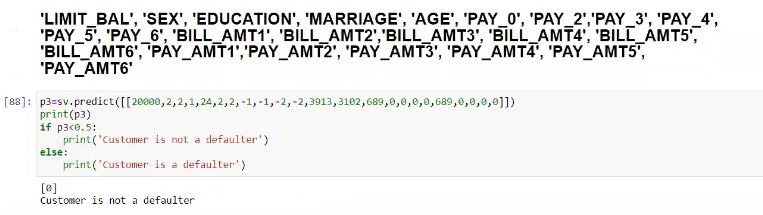 'LIMIT_BAL', 'SEX', 'EDUCATION', 'MARRIAGE', 'AGE', 'PAY_0', 'PAY_2','PAY_3', 'PAY_4',
'PAY_5', 'PAY_6', 'BILL_AMT1', 'BILL_AMT2','BILL_AMT3', 'BILL_AMT4', 'BILL_AMT5',
'BILL_AMT6','PAY_AMT1','PAY_AMT2', 'PAY_AMT3', 'PAY_AMT4', 'PAY_AMT5',
'PAY_AMT6'
[88]: p3=sv.predict([[20000,2,2,1,24,2,2,-1,-1,-2,-2,3913,3102,689,0,0,0,0,689,0,0,0,0]])
print(p3)
if p3<0.5:
    print('Customer is not a defaulter')
else:
    print('Customer is a defaulter')
[0]
Customer is not a defaulter